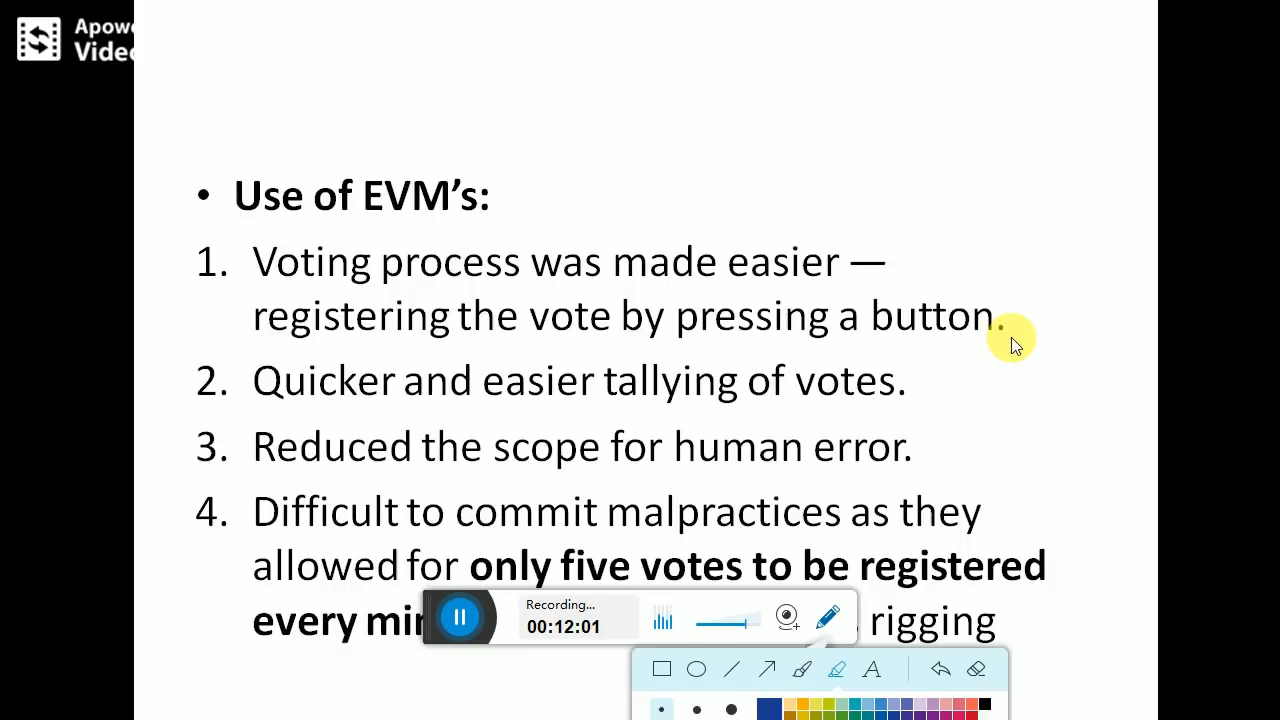 Apowe
Video
• Use of EVM’s:
1. Voting process was made easier —
registering the vote by pressing a button.
2. Quicker and easier tallying of votes.
3. Reduced the scope for human error.
4. Difficult to commit malpractices as they
allowed for only five votes to be registered
every rigging
Recording...
00:12:01
A